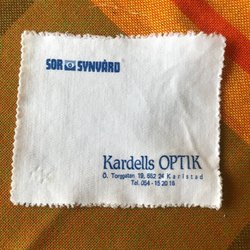 SOR SYNVÅRD
Kardells OPTIK
Ö. Torggatan 19, 652 24 Karlstad
Tel. 054 - 15 20 16